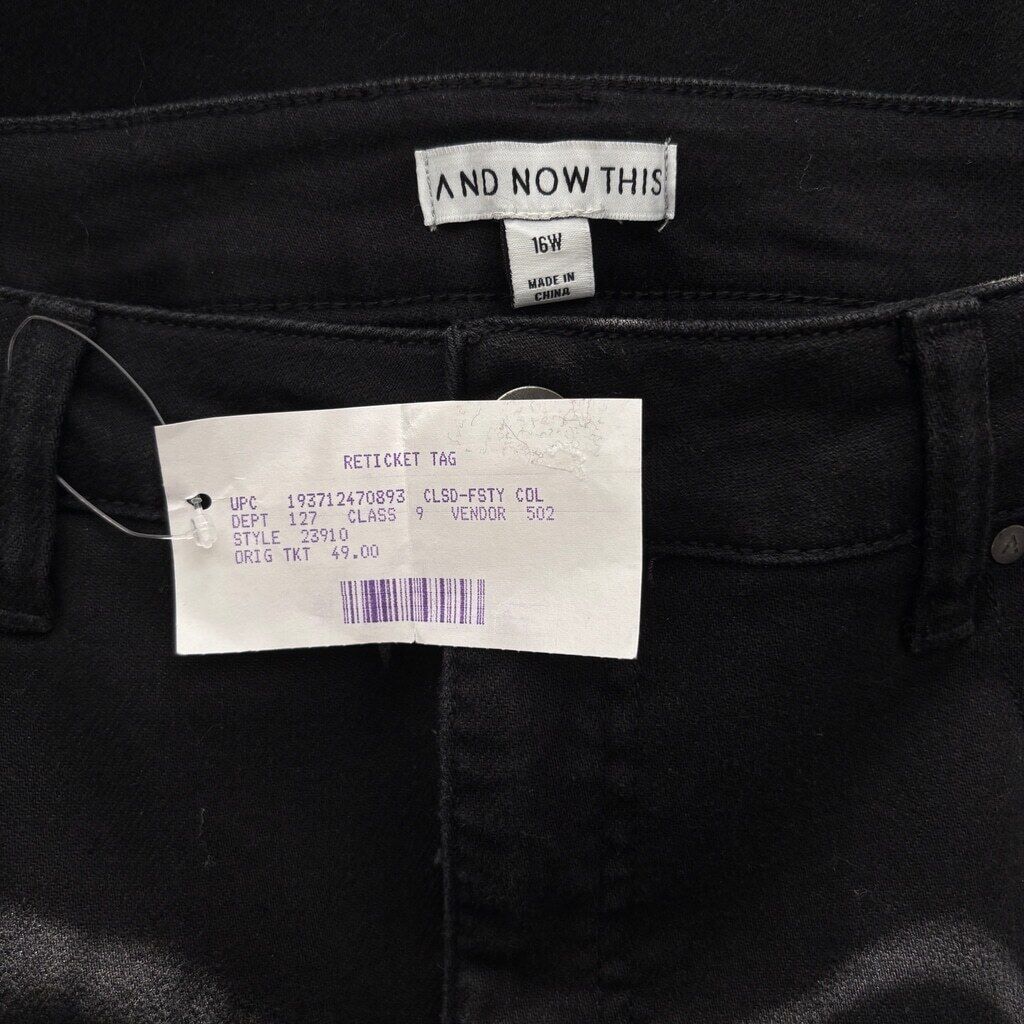 AND NOW THIS
16W
MADE IN
CHINA
RETICKET TAG
UPC 193712470893 CLSD-FSTY COL
DEPT 127 CLASS 9 VENDOR 502
STYLE 23910
ORIG TKT 49.00